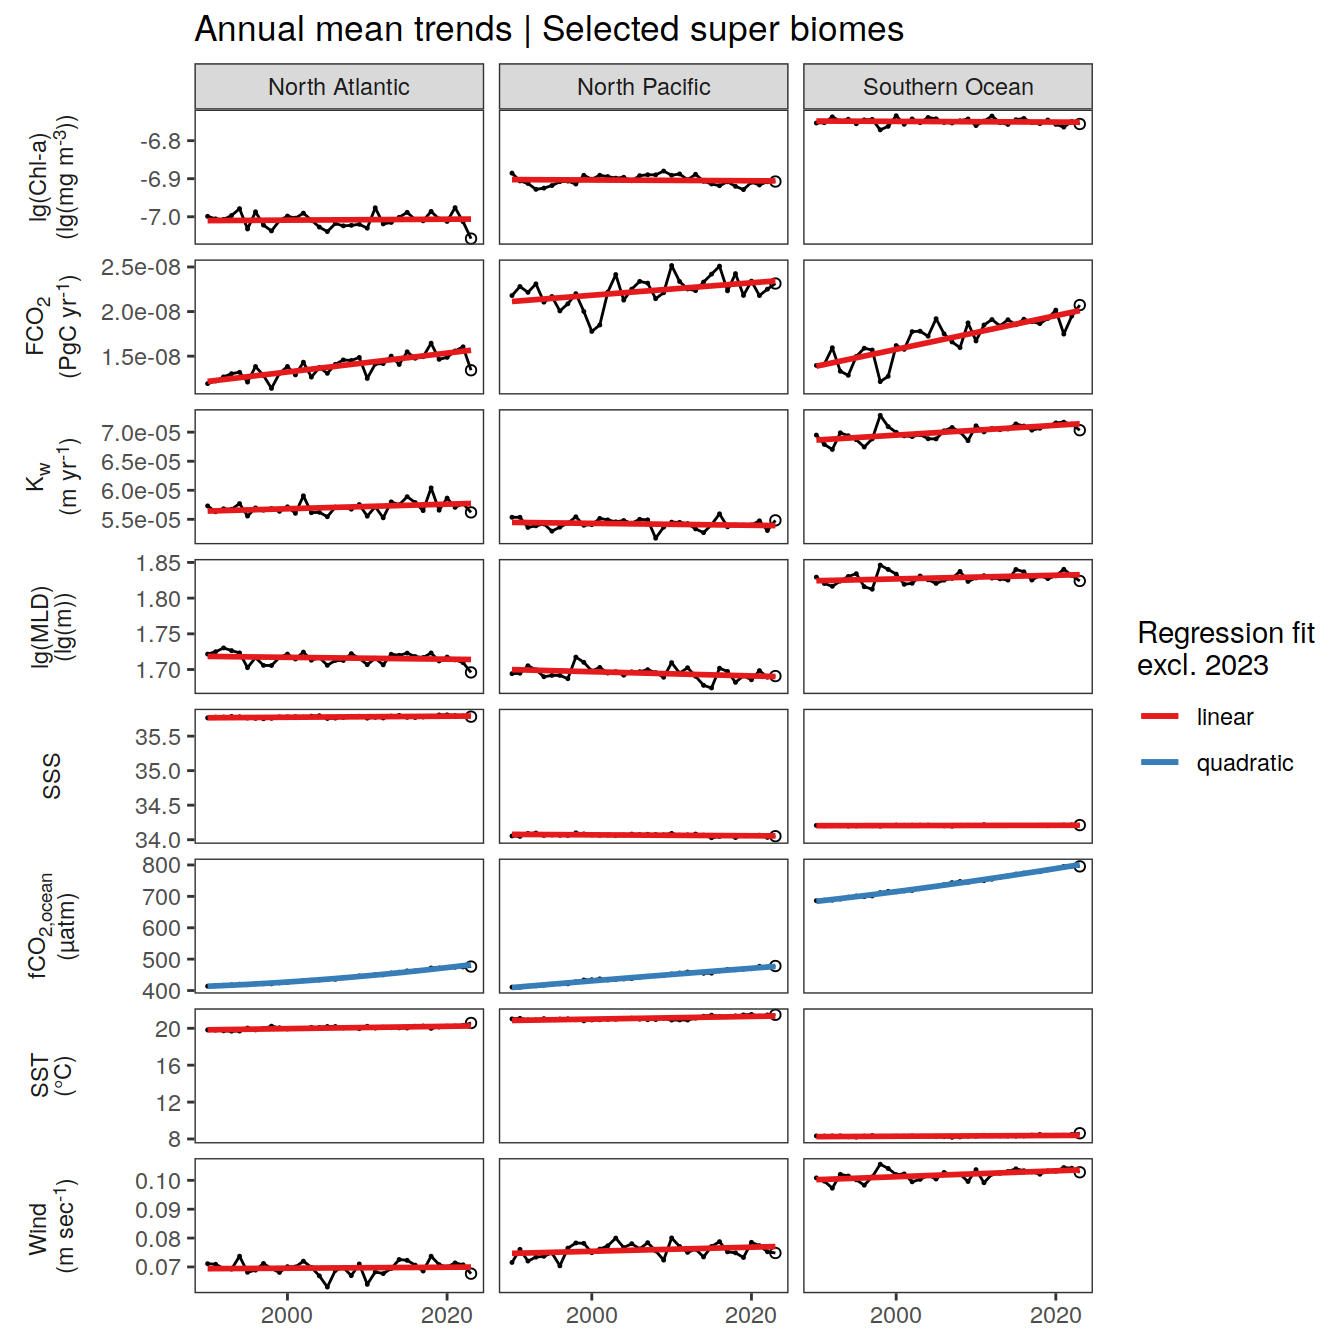 Annual mean trends | Selected super biomes
North Atlantic North Pacific Southern Ocean
lg(Chl-a)
(lg(mg m⁻³))
-6.8
-6.9
-7.0
FCO₂
(PgC yr⁻¹)
2.5e-08
2.0e-08
1.5e-08
K_w
(m yr⁻¹)
7.0e-05
6.5e-05
6.0e-05
5.5e-05
lg(MLD)
(lg(m))
1.85
1.80
1.75
1.70
SSS
35.5
35.0
34.5
34.0
fCO₂,ocean
(µatm)
800
700
600
500
400
SST
(°C)
20
16
12
8
Wind
(m sec⁻¹)
0.10
0.09
0.08
0.07
2000 2020 2000 2020 2000 2020
Regression fit
excl. 2023
linear
quadratic